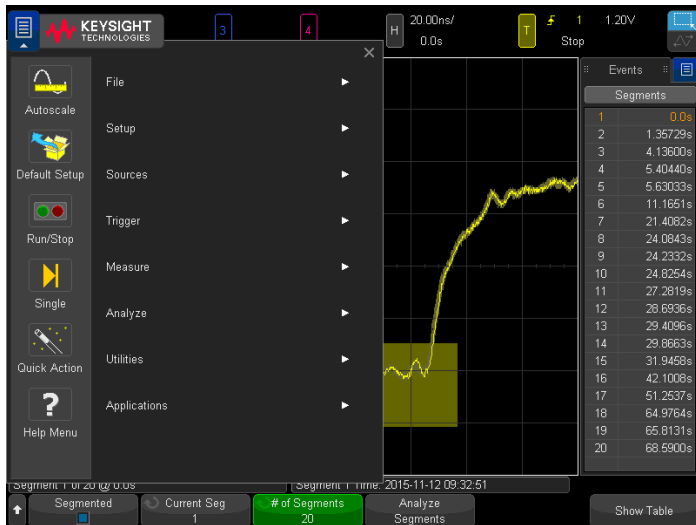 KEYSIGHT
TECHNOLOGIES
3
4
H
20.00ns/
0.0s
T
1
1.20V
Stop
Autoscale
Default Setup
Run/Stop
Single
Quick Action
?
Help Menu
File
Setup
Sources
Trigger
Measure
Analyze
Utilities
Applications
Events
Segments
1 0.0s
2 1.35729s
3 4.13600s
4 5.40440s
5 5.63033s
6 11.1651s
7 21.4082s
8 24.0843s
9 24.2332s
10 24.8254s
11 27.2819s
12 28.6936s
13 29.4096s
14 29.8663s
15 31.9458s
16 42.1008s
17 51.2537s
18 64.9764s
19 65.8131s
20 68.5900s
Segment 1 of 20 @ 0.0s
Segment 1 Time: 2015-11-12 09:32:51
Segmented
Current Seg
1
# of Segments
20
Analyze
Segments
Show Table